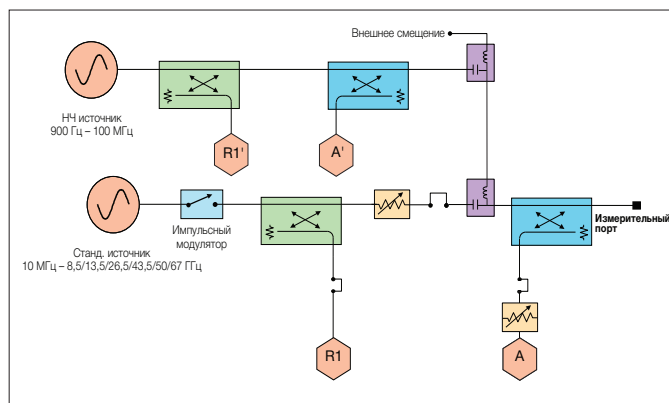 Внешнее смещение
НЧ источник
900 Гц – 100 МГц
R1'
A'
Импульсный
модулятор
Измерительный
порт
Станд. источник
10 МГц – 8,5/13,5/26,5/43,5/50/67 ГГц
R1
A